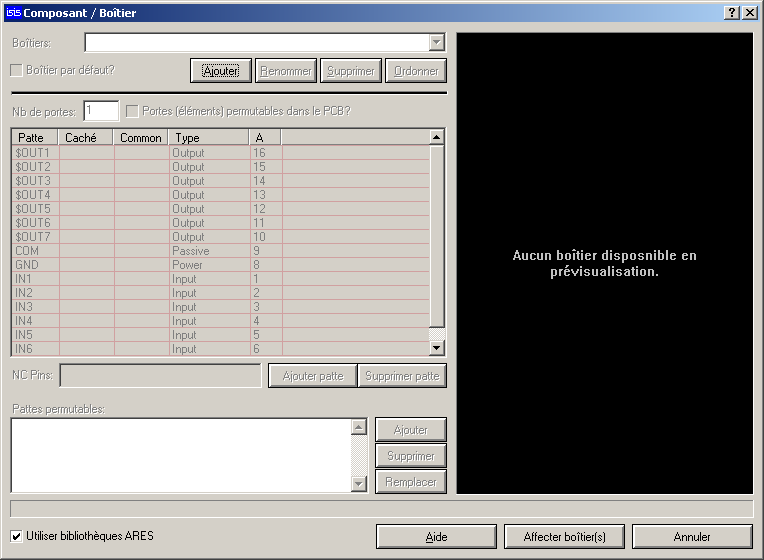 isis Composant / Boîtier
Boîtiers:
Boîtier par défaut?
Ajouter Renommer Supprimer Ordonner
Nb de portes: 1 Portes (éléments) permutables dans le PCB?
Patte Caché Common Type A
$OUT1 Output 16
$OUT2 Output 15
$OUT3 Output 14
$OUT4 Output 13
$OUT5 Output 12
$OUT6 Output 11
$OUT7 Output 10
COM Passive 9
GND Power 8
IN1 Input 1
IN2 Input 2
IN3 Input 3
IN4 Input 4
IN5 Input 5
IN6 Input 6
NC Pins: Ajouter patte Supprimer patte
Pattes permutables:
Ajouter
Supprimer
Remplacer
Aucun boîtier disposnible en
prévisualisation.
Utiliser bibliothèques ARES
Aide Affecter boîtier(s) Annuler